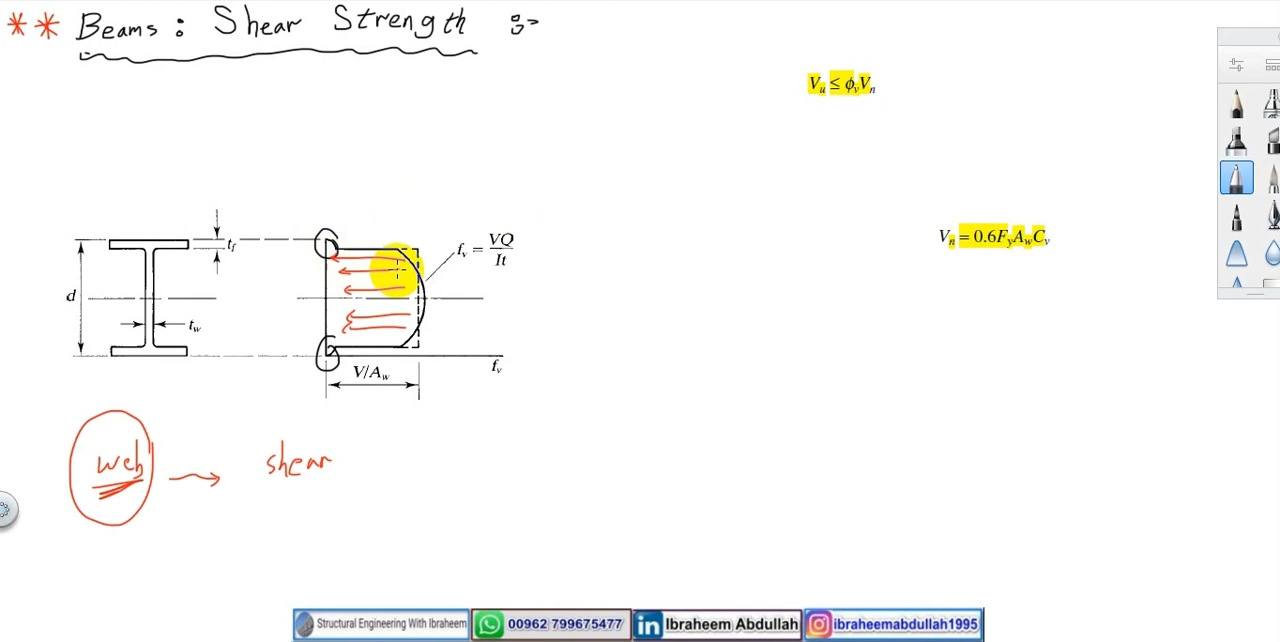 ** Beams: Shear Strength :-
Vu ≤ ϕvVn
Vn = 0.6FyAwCv
tf
fv = VQ/It
d
tw
V/Aw
fv
web → shear
Structural Engineering With Ibraheem
00962 799675477
in
Ibraheem Abdullah
ibraheemabdullah1995